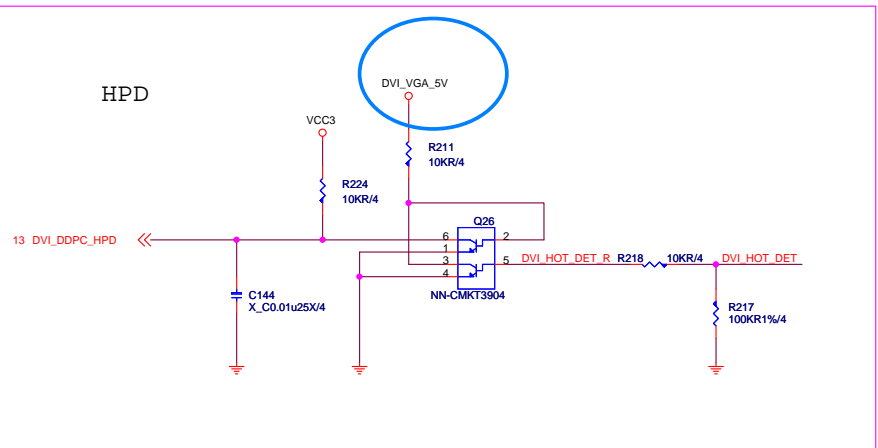 DVI_VGA_5V
HPD
VCC3
R211
10KR/4
R224
10KR/4
Q26
13 DVI_DDPC_HPD
6
2
1
3
5
4
DVI_HOT_DET_R R218 10KR/4 DVI_HOT_DET
NN-CMKT3904
C144
X_C0.01u25X/4
R217
100KR1%/4